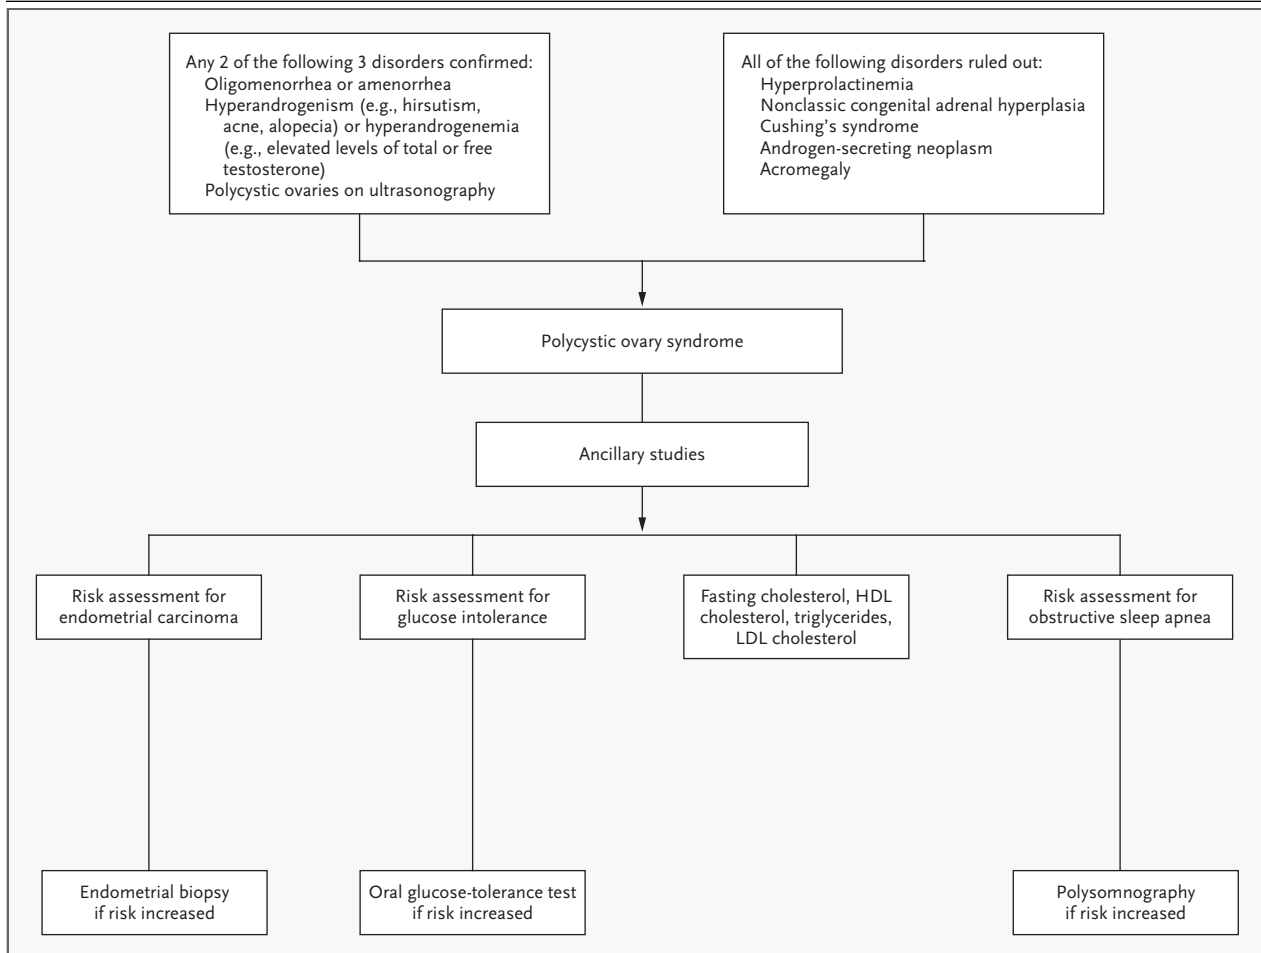 Any 2 of the following 3 disorders confirmed:
Oligomenorrhea or amenorrhea
Hyperandrogenism (e.g., hirsutism,
acne, alopecia) or hyperandrogenemia
(e.g., elevated levels of total or free
testosterone)
Polycystic ovaries on ultrasonography
All of the following disorders ruled out:
Hyperprolactinemia
Nonclassic congenital adrenal hyperplasia
Cushing's syndrome
Androgen-secreting neoplasm
Acromegaly
Polycystic ovary syndrome
Ancillary studies
Risk assessment for
endometrial carcinoma
Risk assessment for
glucose intolerance
Fasting cholesterol, HDL
cholesterol, triglycerides,
LDL cholesterol
Risk assessment for
obstructive sleep apnea
Endometrial biopsy
if risk increased
Oral glucose-tolerance test
if risk increased
Polysomnography
if risk increased